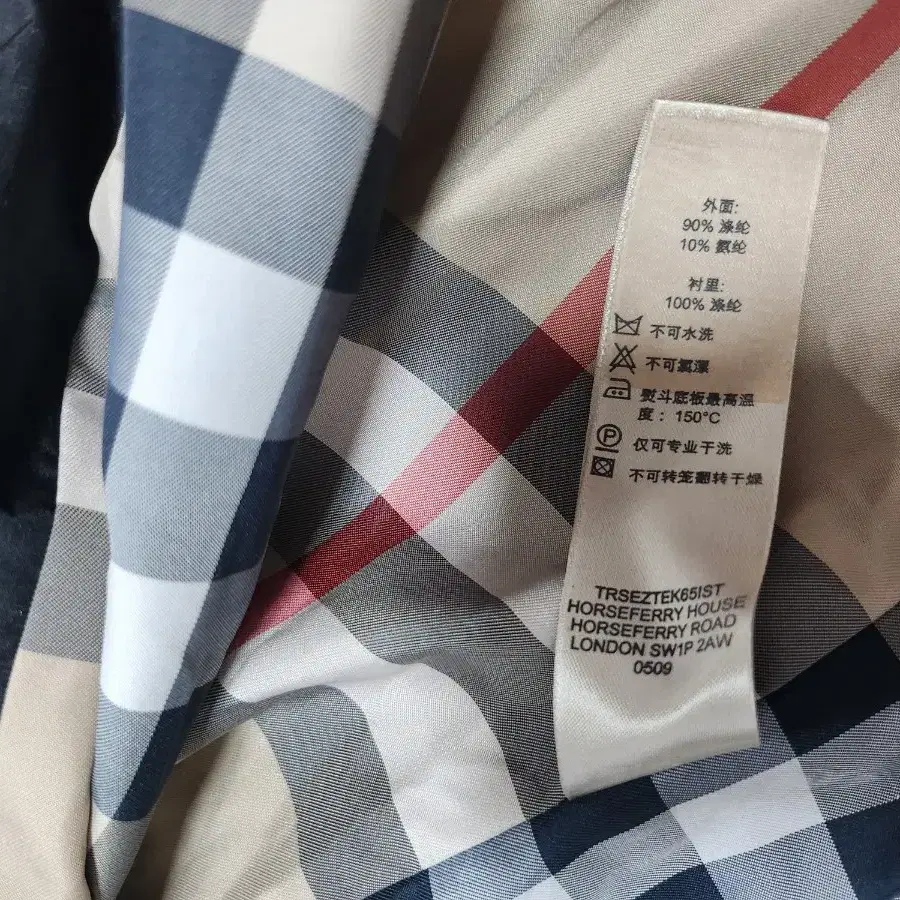 外面:
90% 涤纶
10% 氨纶
衬里:
100% 涤纶
不可水洗
不可氯漂
熨斗底板最高温
度：150°C
P 仅可专业干洗
不可转笼翻转干燥
TRSEZTEK65IST
HORSEFERRY HOUSE
HORSEFERRY ROAD
LONDON SW1P 2AW
0509